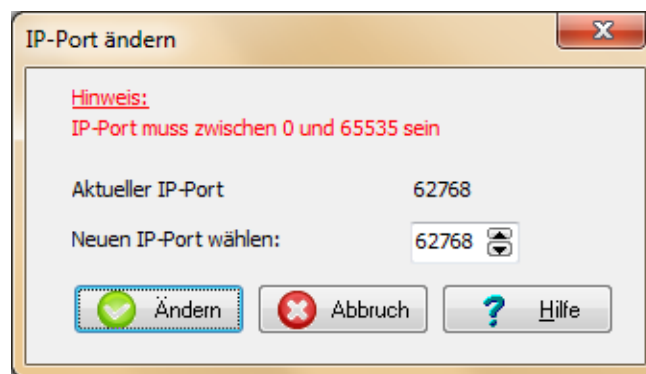 IP-Port ändern
Hinweis:
IP-Port muss zwischen 0 und 65535 sein
Aktueller IP-Port 62768
Neuen IP-Port wählen: 62768
Ändern Abbruch ? Hilfe